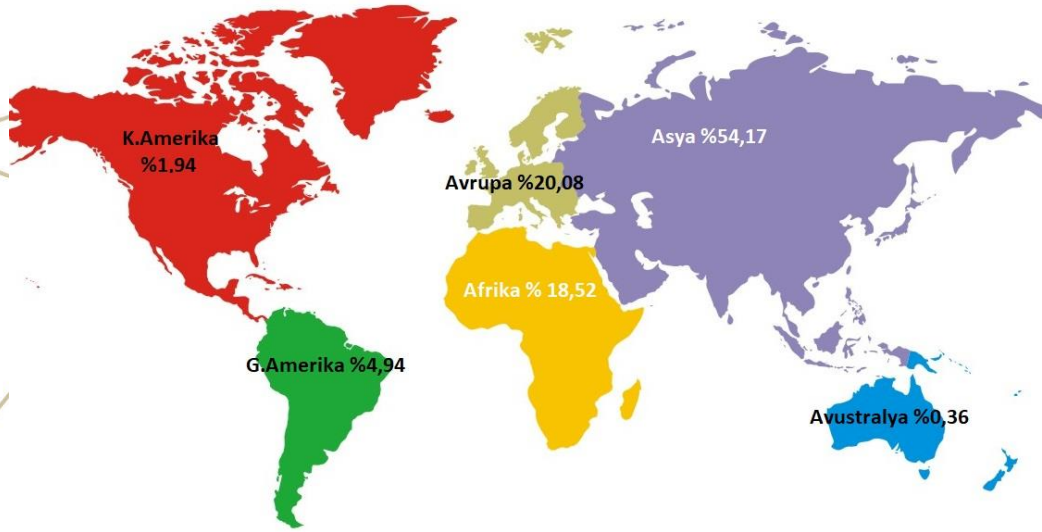 K.Amerika
%1,94
Asya %54,17
Avrupa %20,08
Afrika % 18,52
G.Amerika %4,94
Avustralya %0,36